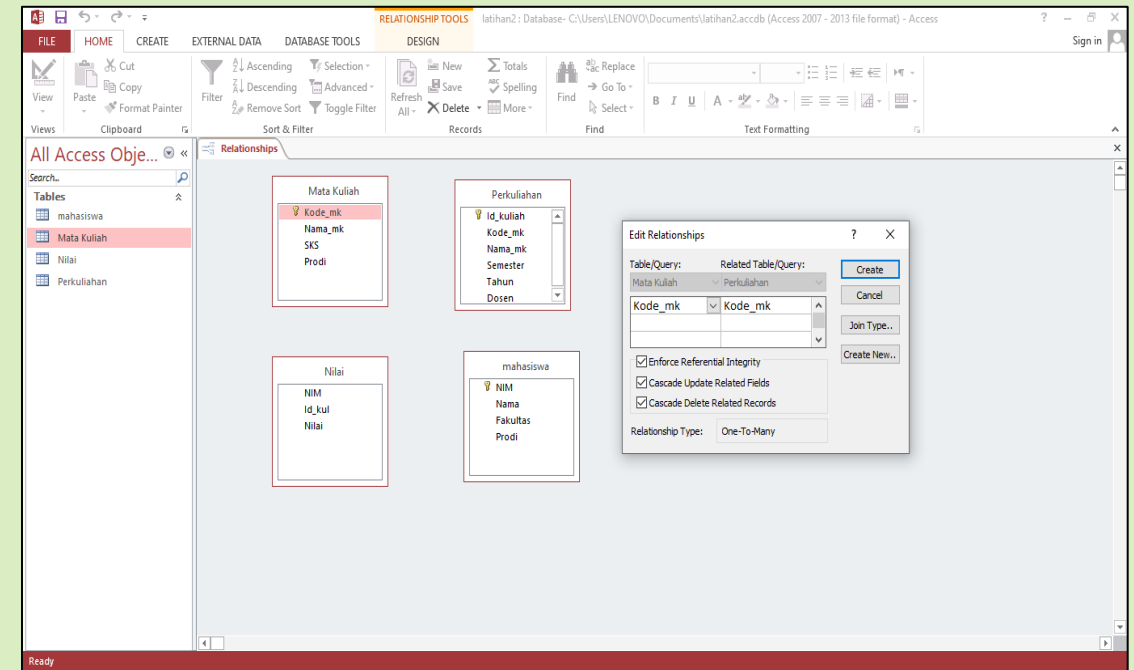 RELATIONSHIP TOOLS latihan2 : Database- C:\Users\LENOVO\Documents\latihan2.accdb (Access 2007 - 2013 file format) - Access
FILE HOME CREATE EXTERNAL DATA DATABASE TOOLS DESIGN Sign in
View
Views
Paste
Cut
Copy
Format Painter
Clipboard
Filter
Ascending
Descending
Remove Sort
Selection
Advanced
Toggle Filter
Sort & Filter
Refresh
All
New
Save
Delete
Totals
Spelling
More
Records
Find
Replace
Go To
Select
Find
B I U A
Text Formatting
All Access Obje...
Search..
Tables
mahasiswa
Mata Kuliah
Nilai
Perkuliahan
Relationships
Mata Kuliah
Kode_mk
Nama_mk
SKS
Prodi
Perkuliahan
Id_kuliah
Kode_mk
Nama_mk
Semester
Tahun
Dosen
Nilai
NIM
Id_kul
Nilai
mahasiswa
NIM
Nama
Fakultas
Prodi
Edit Relationships ? X
Table/Query: Related Table/Query:
Mata Kuliah Perkuliahan
Kode_mk Kode_mk
Enforce Referential Integrity
Cascade Update Related Fields
Cascade Delete Related Records
Relationship Type: One-To-Many
Create
Cancel
Join Type..
Create New..
Ready